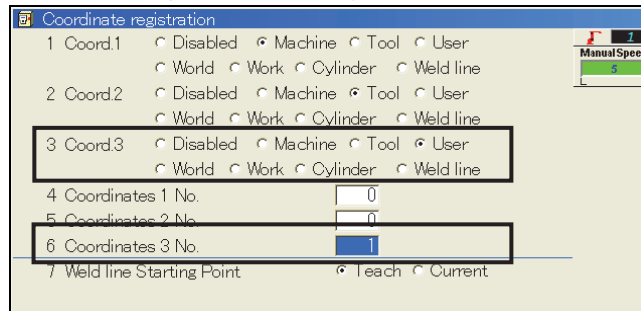 Coordinate registration
1 Coord.1 Disabled Machine Tool User
World Work Cylinder Weld line
2 Coord.2 Disabled Machine Tool User
World Work Cylinder Weld line
3 Coord.3 Disabled Machine Tool User
World Work Cylinder Weld line
4 Coordinates 1 No. 0
5 Coordinates 2 No. 0
6 Coordinates 3 No. 1
7 Weld line Starting Point Teach Current
1
Manual Spee
5